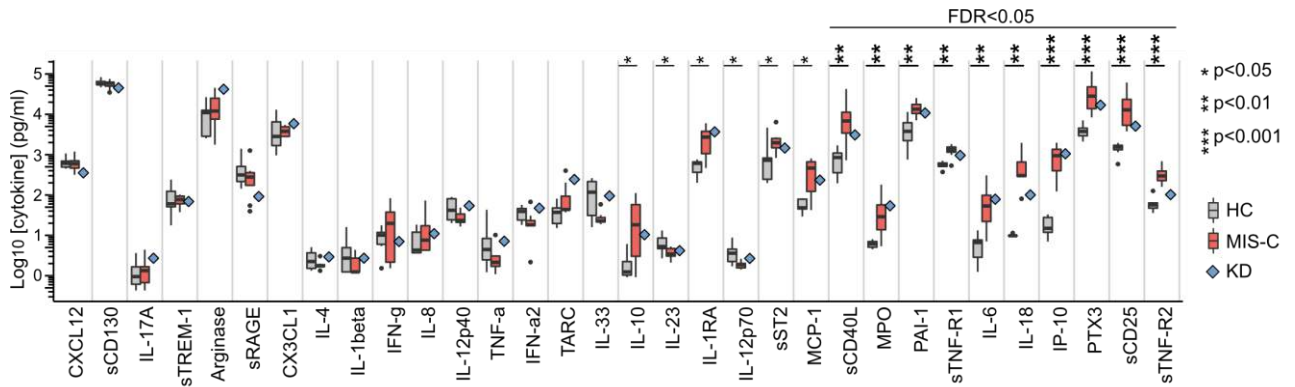 FDR<0.05
* * * * * * ** ** ** ** ** ** *** *** *** ***
Log10 [cytokine] (pg/ml)
5
4
3
2
1
0
* p<0.05
** p<0.01
*** p<0.001
HC
MIS-C
KD
CXCL12
sCD130
IL-17A
sTREM-1
Arginase
sRAGE
CX3CL1
IL-4
IL-1beta
IFN-g
IL-8
IL-12p40
TNF-a
IFN-a2
TARC
IL-33
IL-10
IL-23
IL-1RA
IL-12p70
sST2
MCP-1
sCD40L
MPO
PAI-1
sTNF-R1
IL-6
IL-18
IP-10
PTX3
sCD25
sTNF-R2